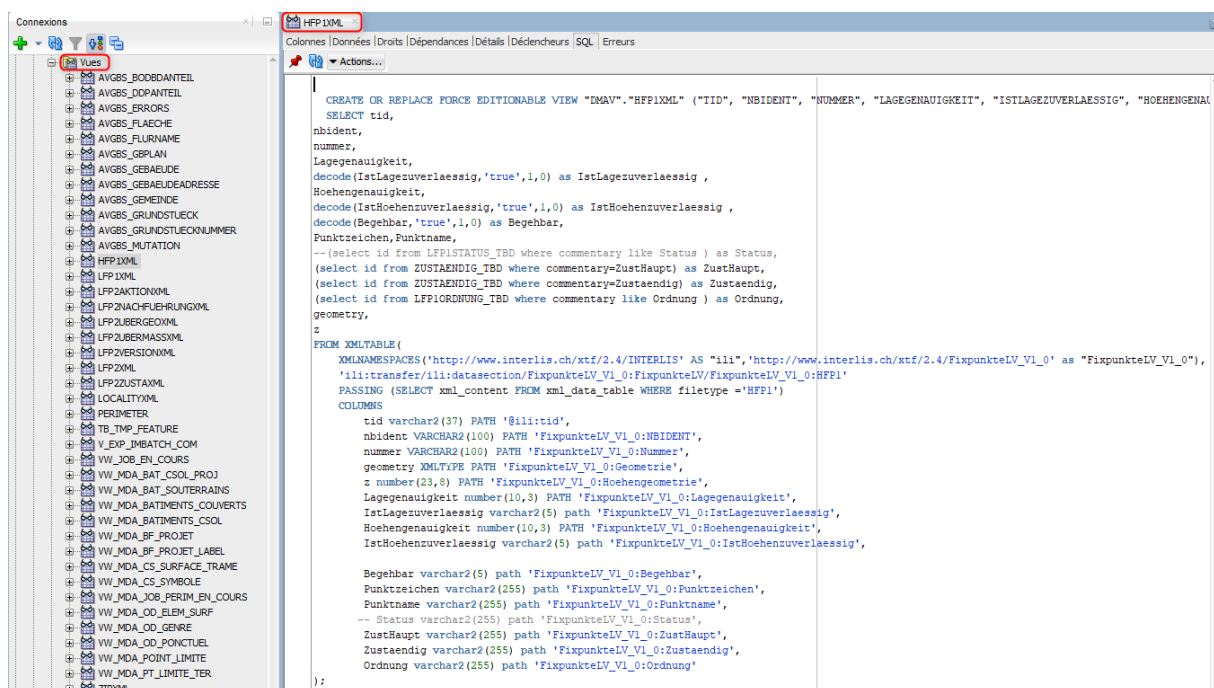 Connexions
Vues
AVGBS_BODBDANTEIL
AVGBS_DDPANTEIL
AVGBS_ERRORS
AVGBS_FLAECHE
AVGBS_FLURNAME
AVGBS_GBPLAN
AVGBS_GEBAEUDE
AVGBS_GEBAEUDEADRESSE
AVGBS_GEMEINDE
AVGBS_GRUNDSTUECK
AVGBS_GRUNDSTUECKNUMMER
AVGBS_MUTATION
HFP1XML
LFP1XML
LFP2AKTIONXML
LFP2NACHFUEHRUNGXML
LFP2UBERGEOXML
LFP2UBERMASSXML
LFP2VERSIONXML
LFP2XML
LFP2ZUSTAXML
LOCALITYXML
PERIMETER
TB_TMP_FEATURE
V_EXP_IMBATCH_COM
VW_JOB_EN_COURS
VW_MDA_BAT_CSOL_PROJ
VW_MDA_BAT_SOUTERRAINS
VW_MDA_BATIMENTS_COUVERTS
VW_MDA_BATIMENTS_CSOL
VW_MDA_BF_PROJET
VW_MDA_BF_PROJET_LABEL
VW_MDA_CS_SURFACE_TRAME
VW_MDA_CS_SYMBOLE
VW_MDA_JOB_PERIM_EN_COURS
VW_MDA_OD_ELEM_SURF
VW_MDA_OD_GENRE
VW_MDA_OD_PONCTUEL
VW_MDA_POINT_LIMITE
VW_MDA_PT_LIMITE_TER
HFP1XML
Colonnes |Données |Droits |Dépendances |Détails |Déclencheurs |SQL | Erreurs
Actions...
CREATE OR REPLACE FORCE EDITIONABLE VIEW "DMAV"."HFP1XML" ("TID", "NBIDENT", "NUMMER", "LAGEGENAUIGKEIT", "ISTLAGEZUVERLAESSIG", "HOEHENGENAU
SELECT tid,
nbident,
nummer,
Lagegenauigkeit,
decode(IstLagezuverlaessig,'true',1,0) as IstLagezuverlaessig ,
Hoehengenauigkeit,
decode(IstHoehenzuverlaessig,'true',1,0) as IstHoehenzuverlaessig ,
decode(Begehbar,'true',1,0) as Begehbar,
Punktzeichen,Punktname,
--(select id from LFP1STATUS_TBD where commentary like Status ) as Status,
(select id from ZUSTAENDIG_TBD where commentary=ZustHaupt) as ZustHaupt,
(select id from ZUSTAENDIG_TBD where commentary=Zustaendig) as Zustaendig,
(select id from LFP1ORDNUNG_TBD where commentary like Ordnung ) as Ordnung,
geometry,
z
FROM XMLTABLE(
XMLNAMESPACES('http://www.interlis.ch/xtf/2.4/INTERLIS' AS "ili",'http://www.interlis.ch/xtf/2.4/FixpunkteLV_V1_0' as "FixpunkteLV_V1_0"),
'ili:transfer/ili:datasection/FixpunkteLV_V1_0:FixpunkteLV/FixpunkteLV_V1_0:HFP1'
PASSING (SELECT xml_content FROM xml_data_table WHERE filetype ='HFP1')
COLUMNS
tid varchar2(37) PATH '@ili:tid',
nbident VARCHAR2(100) PATH 'FixpunkteLV_V1_0:NBIDENT',
nummer VARCHAR2(100) PATH 'FixpunkteLV_V1_0:Nummer',
geometry XMLTYPE PATH 'FixpunkteLV_V1_0:Geometrie',
z number(23,8) PATH 'FixpunkteLV_V1_0:Hoehengeometrie',
Lagegenauigkeit number(10,3) PATH 'FixpunkteLV_V1_0:Lagegenauigkeit',
IstLagezuverlaessig varchar2(5) path 'FixpunkteLV_V1_0:IstLagezuverlaessig',
Hoehengenauigkeit number(10,3) PATH 'FixpunkteLV_V1_0:Hoehengenauigkeit',
IstHoehenzuverlaessig varchar2(5) path 'FixpunkteLV_V1_0:IstHoehenzuverlaessig',
Begehbar varchar2(5) path 'FixpunkteLV_V1_0:Begehbar',
Punktzeichen varchar2(255) path 'FixpunkteLV_V1_0:Punktzeichen',
Punktname varchar2(255) path 'FixpunkteLV_V1_0:Punktname',
-- Status varchar2(255) path 'FixpunkteLV_V1_0:Status',
ZustHaupt varchar2(255) path 'FixpunkteLV_V1_0:ZustHaupt',
Zustaendig varchar2(255) path 'FixpunkteLV_V1_0:Zustaendig',
Ordnung varchar2(255) path 'FixpunkteLV_V1_0:Ordnung'
);